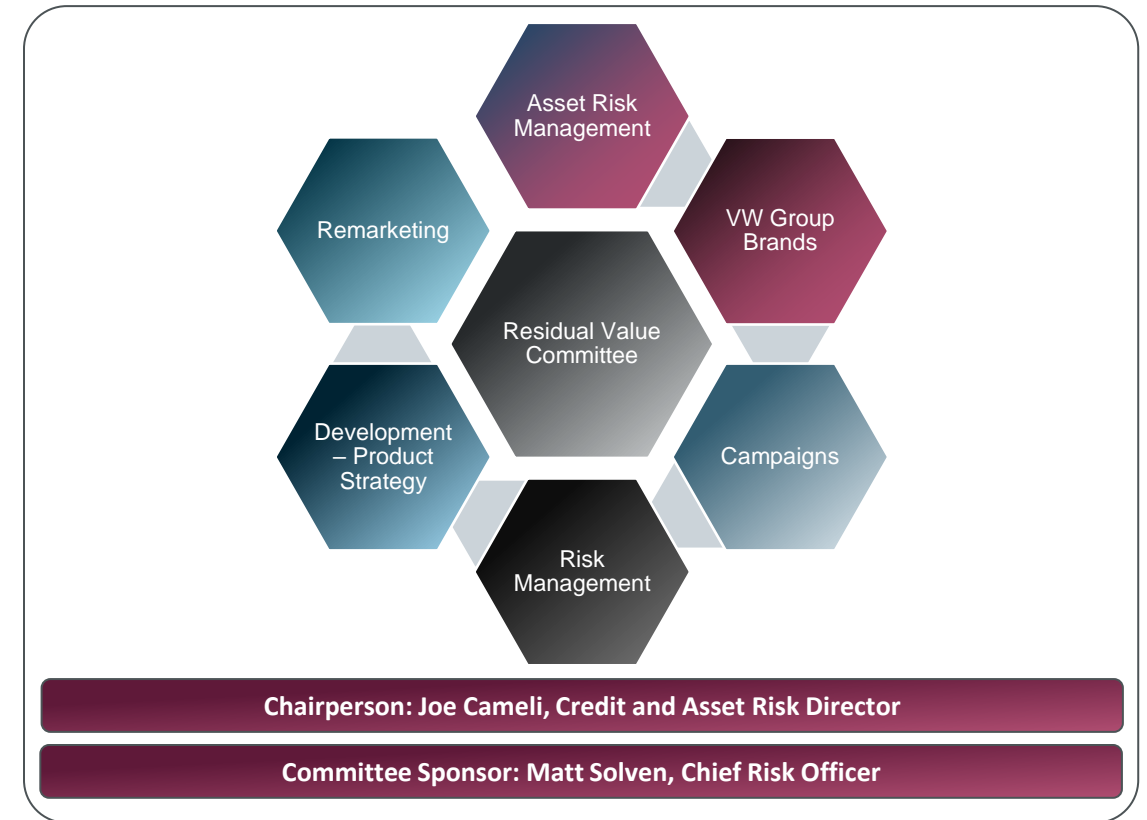 Asset Risk
Management
VW Group
Brands
Remarketing
Residual Value
Committee
Development
– Product
Strategy
Campaigns
Risk
Management
Chairperson: Joe Cameli, Credit and Asset Risk Director
Committee Sponsor: Matt Solven, Chief Risk Officer